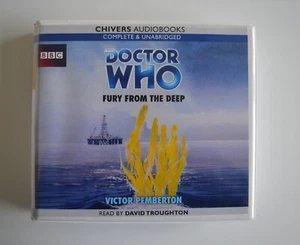 CHIVERS AUDIOBOOKS
COMPLETE & UNABRIDGED
BBC
DOCTOR
WHO
FURY FROM THE DEEP
VICTOR PEMBERTON
READ BY DAVID TROUGHTON